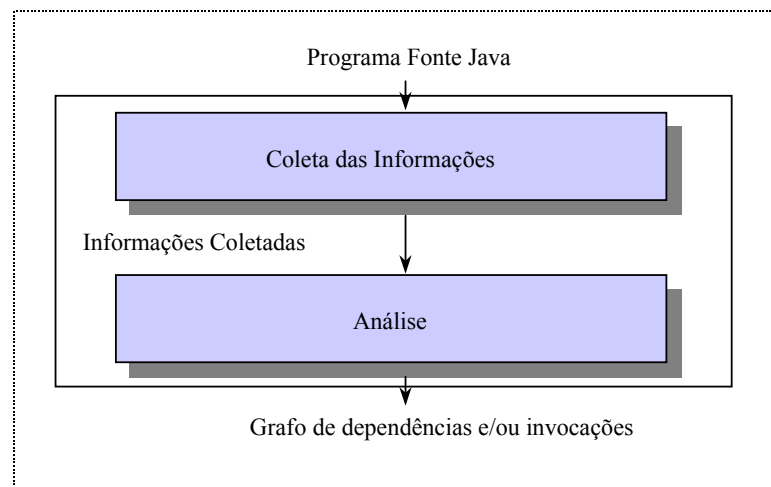 Programa Fonte Java
Coleta das Informações
Informações Coletadas
Análise
Grafo de dependências e/ou invocações